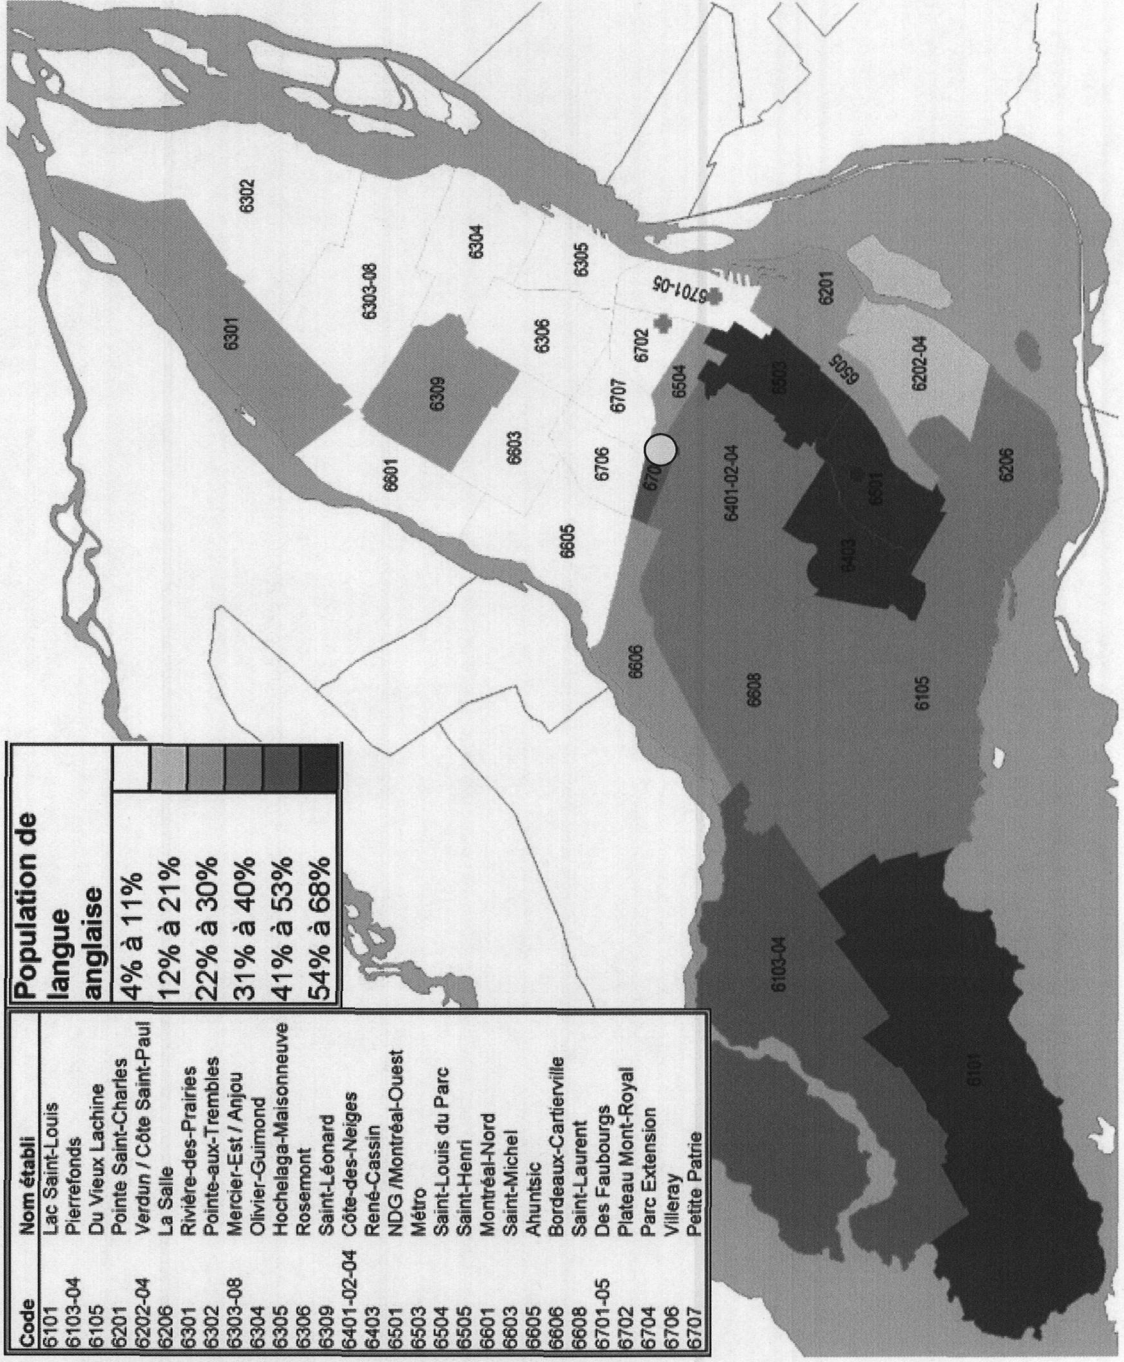 Population de
langue
anglaise
4% à 11%
12% à 21%
22% à 30%
31% à 40%
41% à 53%
54% à 68%
Code Nom établi
6101 Lac Saint-Louis
6103-04 Pierrefonds
6105 Du Vieux Lachine
6201 Pointe Saint-Charles
6202-04 Verdun / Côte Saint-Paul
6206 La Salle
6301 Rivière-des-Prairies
6302 Pointe-aux-Trembles
6303-08 Mercier-Est / Anjou
6304 Olivier-Guimond
6305 Hochelaga-Maisonneuve
6306 Rosemont
6309 Saint-Léonard
6401-02-04 Côte-des-Neiges
6403 René-Cassin
6501 NDG /Montréal-Ouest
6503 Métro
6504 Saint-Louis du Parc
6505 Saint-Henri
6601 Montréal-Nord
6603 Saint-Michel
6605 Ahuntsic
6606 Bordeaux-Cartierville
6608 Saint-Laurent
6701-05 Des Faubourgs
6702 Plateau Mont-Royal
6704 Parc Extension
6706 Villeray
6707 Petite Patrie
6302
6301
6303-08
6304
6305
6309
6306
6701-05
6201
6601
6603
6707
6702
6504
6503
6505
6202-04
6605
6706
670
6401-02-04
6501
6206
6403
6606
6608
6105
6103-04
6101